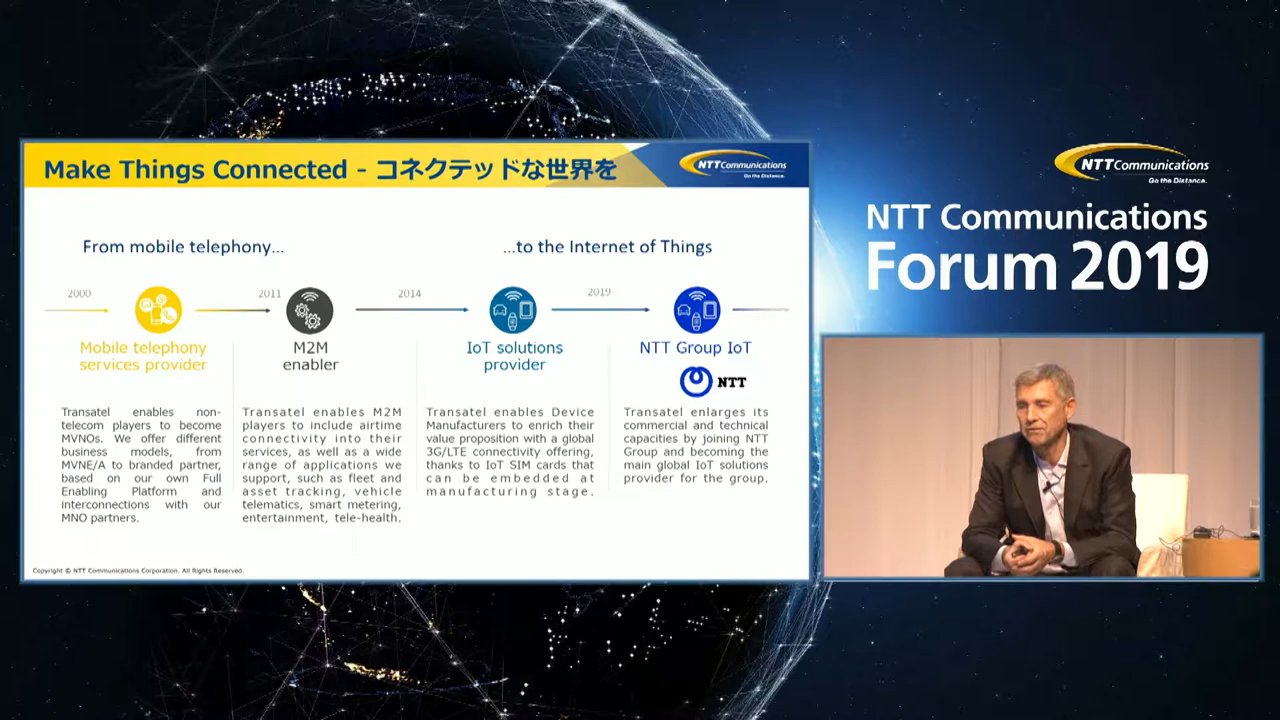 Make Things Connected - コネクテッドな世界を
NTT Communications
Go the Distance.
From mobile telephony...
...to the Internet of Things
2000
2011
2014
2019
Mobile telephony
services provider
M2M
enabler
IoT solutions
provider
NTT Group IoT
NTT
Transatel enables non-
telecom players to become
MVNOs. We offer different
business models, from
MVNE/A to branded partner,
based on our own Full
Enabling Platform and
interconnections with our
MNO partners.
Transatel enables M2M
players to include airtime
connectivity into their
services, as well as a wide
range of applications we
support, such as fleet and
asset tracking, vehicle
telematics, smart metering,
entertainment, tele-health.
Transatel enables Device
Manufacturers to enrich their
value proposition with a global
3G/LTE connectivity offering,
thanks to IoT SIM cards that
can be embedded at
manufacturing stage.
Transatel enlarges its
commercial and technical
capacities by joining NTT
Group and becoming the
main global IoT solutions
provider for the group.
Copyright © NTT Communications Corporation. All Rights Reserved.
NTT Communications
Go the Distance.
NTT Communications
Forum 2019